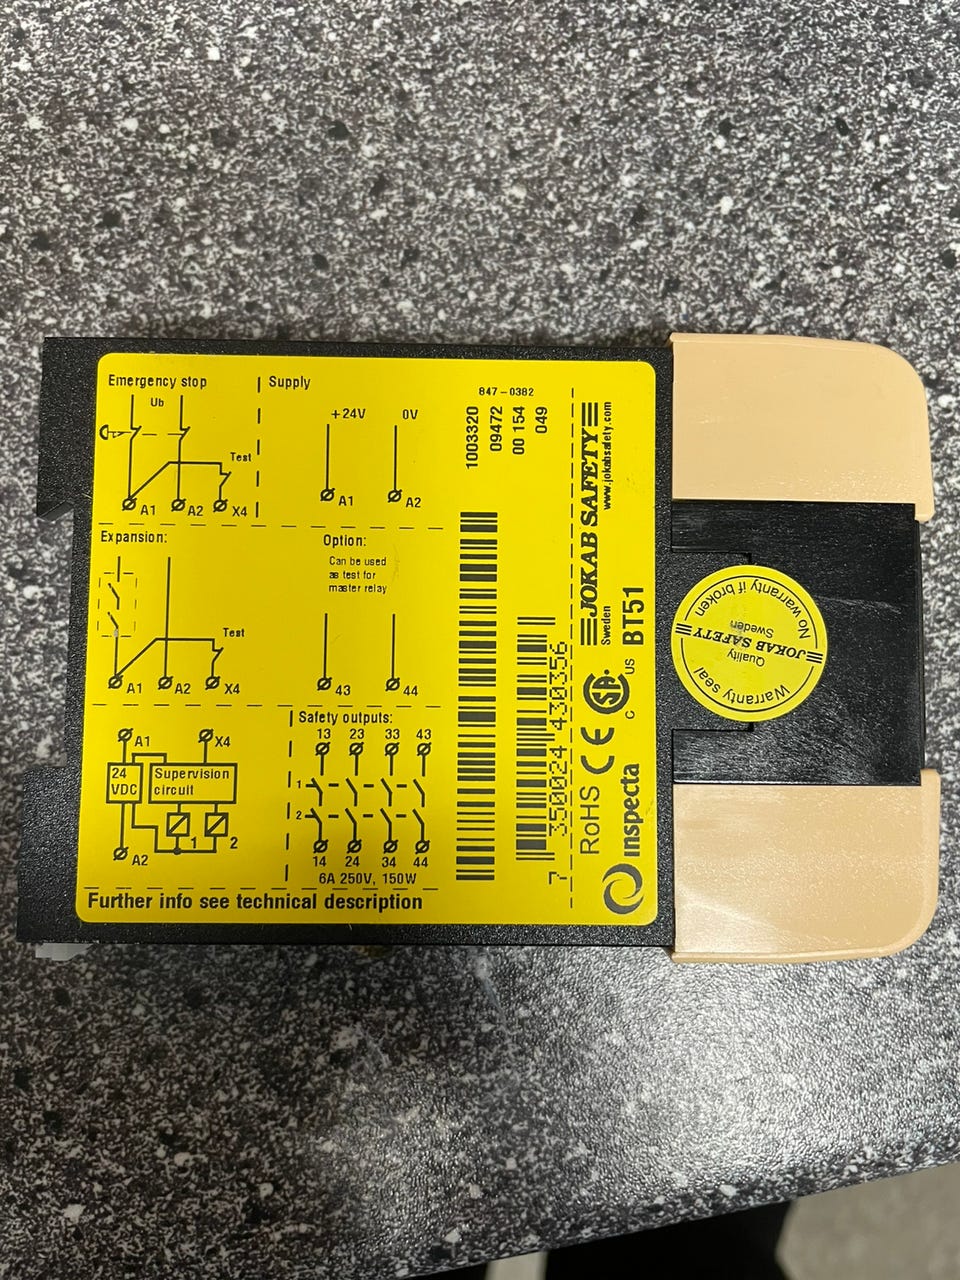 Emergency stop
Ub
Test
A1 A2 X4
Supply
+24V 0V
A1 A2
Expansion:
Test
A1 A2 X4
Option:
Can be used
as test for
master relay
43 44
A1 X4
24
VDC
Supervision
circuit
1 2
A2
Safety outputs:
13 23 33 43
1
2
14 24 34 44
6A 250V, 150W
Further info see technical description
847-0382
1003320
09472
00 154
049
7 350024 430356
JOKAB SAFETY
Sweden www.jokabsafety.com
BT51
RoHS CE SP
C US
inspecta
Warranty seal
Quality
JOKAB SAFETY
Sweden
No warranty if broken